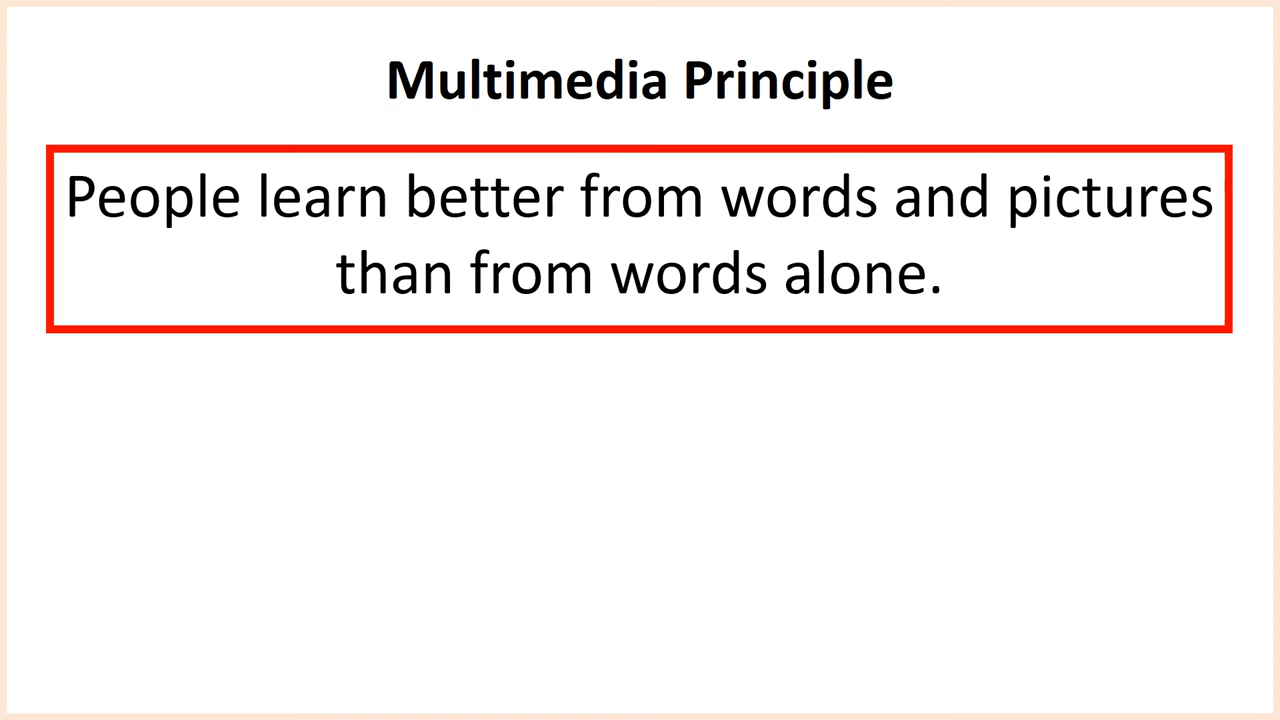 Multimedia Principle
People learn better from words and pictures
than from words alone.